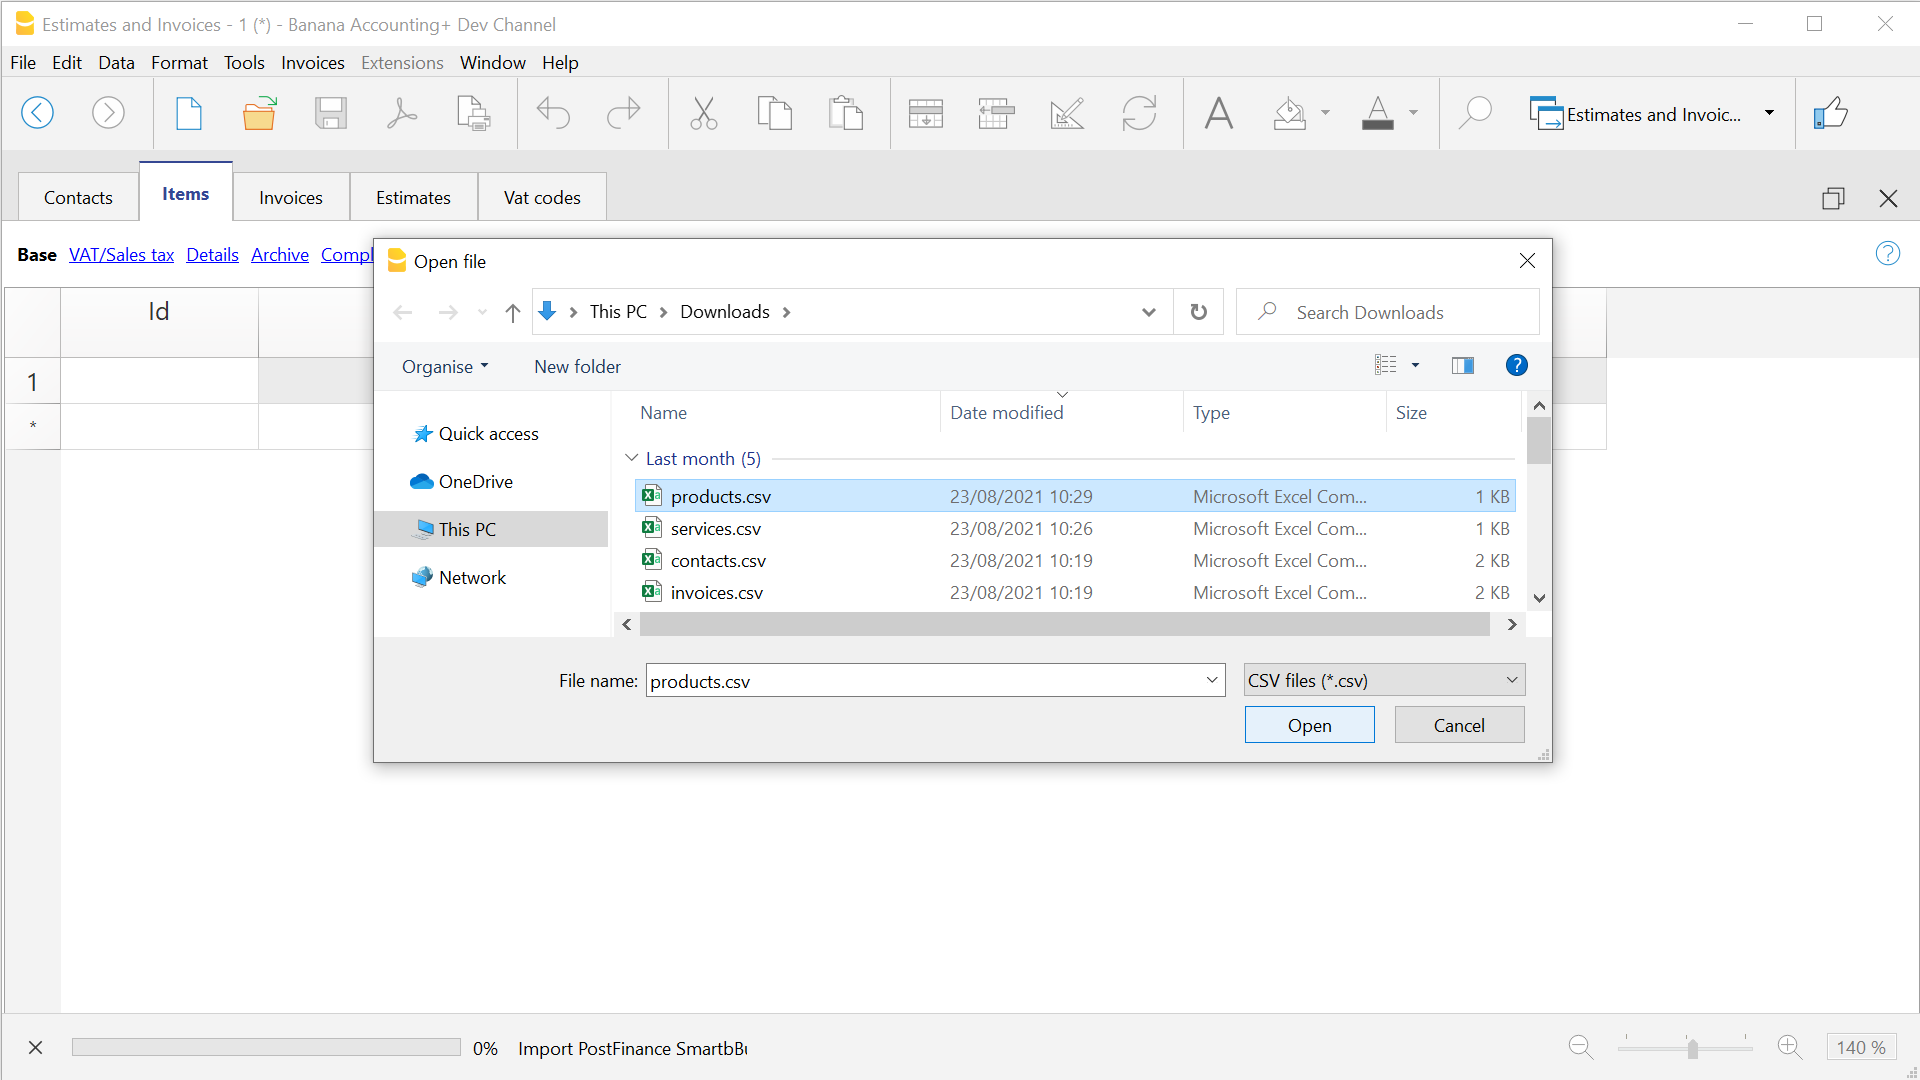 Estimates and Invoices - 1 (*) - Banana Accounting+ Dev Channel
File Edit Data Format Tools Invoices Extensions Window Help
Estimates and Invoic...
Contacts Items Invoices Estimates Vat codes
Base VAT/Sales tax Details Archive Compl
Open file
This PC Downloads
Search Downloads
Organise New folder
Id
1
*
Quick access
OneDrive
This PC
Network
Name Date modified Type Size
Last month (5)
products.csv 23/08/2021 10:29 Microsoft Excel Com... 1 KB
services.csv 23/08/2021 10:26 Microsoft Excel Com... 1 KB
contacts.csv 23/08/2021 10:19 Microsoft Excel Com... 2 KB
invoices.csv 23/08/2021 10:19 Microsoft Excel Com... 2 KB
File name: products.csv CSV files (*.csv)
Open Cancel
0% Import PostFinance
140 %